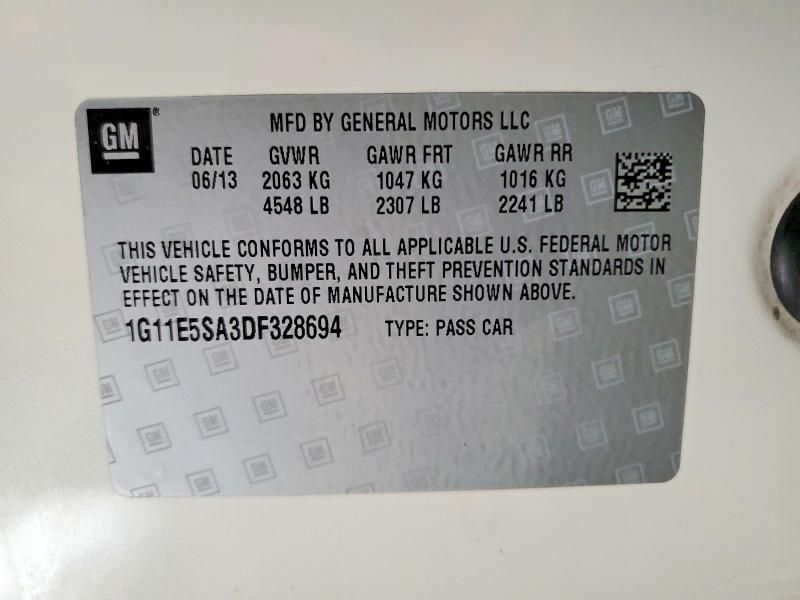 GM® MFD BY GENERAL MOTORS LLC
DATE GVWR GAWR FRT GAWR RR
06/13 2063 KG 1047 KG 1016 KG
4548 LB 2307 LB 2241 LB
THIS VEHICLE CONFORMS TO ALL APPLICABLE U.S. FEDERAL MOTOR
VEHICLE SAFETY, BUMPER, AND THEFT PREVENTION STANDARDS IN
EFFECT ON THE DATE OF MANUFACTURE SHOWN ABOVE.
1G11E5SA3DF328694 TYPE: PASS CAR